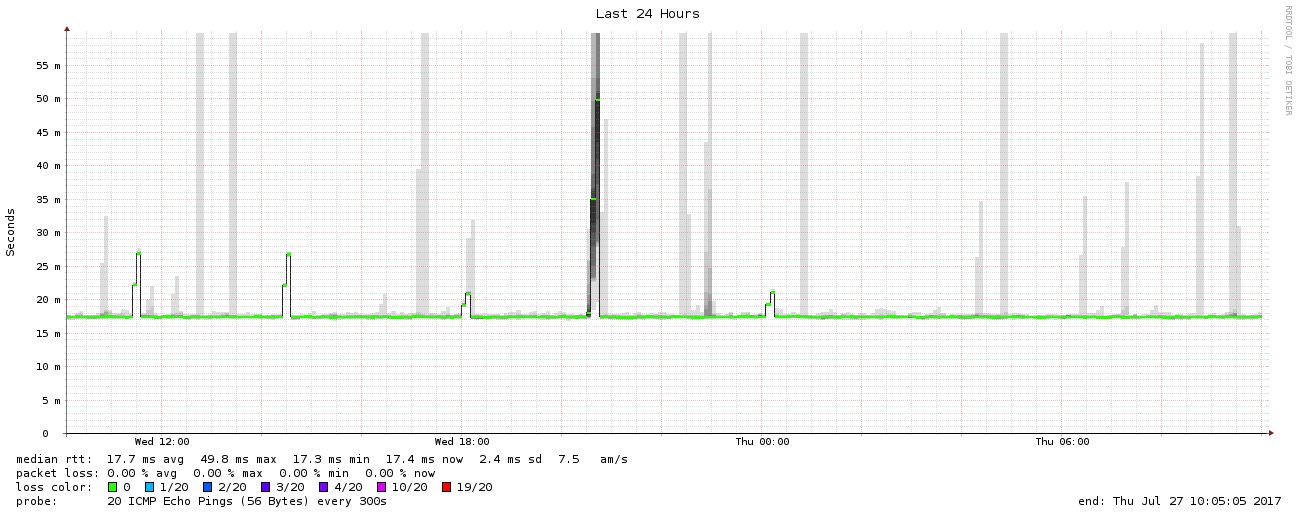 Last 24 Hours
RRDTOOL / TOBI OETIKER
Seconds
55 m
50 m
45 m
40 m
35 m
30 m
25 m
20 m
15 m
10 m
5 m
0
Wed 12:00 Wed 18:00 Thu 00:00 Thu 06:00
median rtt: 17.7 ms avg 49.8 ms max 17.3 ms min 17.4 ms now 2.4 ms sd 7.5 am/s
packet loss: 0.00 % avg 0.00 % max 0.00 % min 0.00 % now
loss color: 0 1/20 2/20 3/20 4/20 10/20 19/20
probe: 20 ICMP Echo Pings (56 Bytes) every 300s end: Thu Jul 27 10:05:05 2017